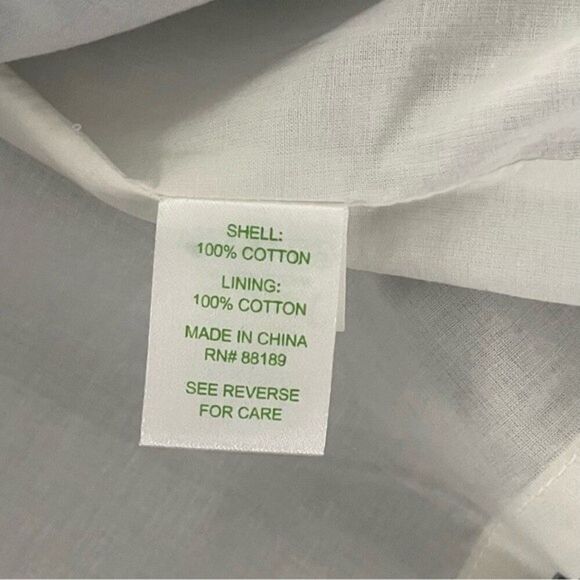 SHELL:
100% COTTON
LINING:
100% COTTON
MADE IN CHINA
RN# 88189
SEE REVERSE
FOR CARE